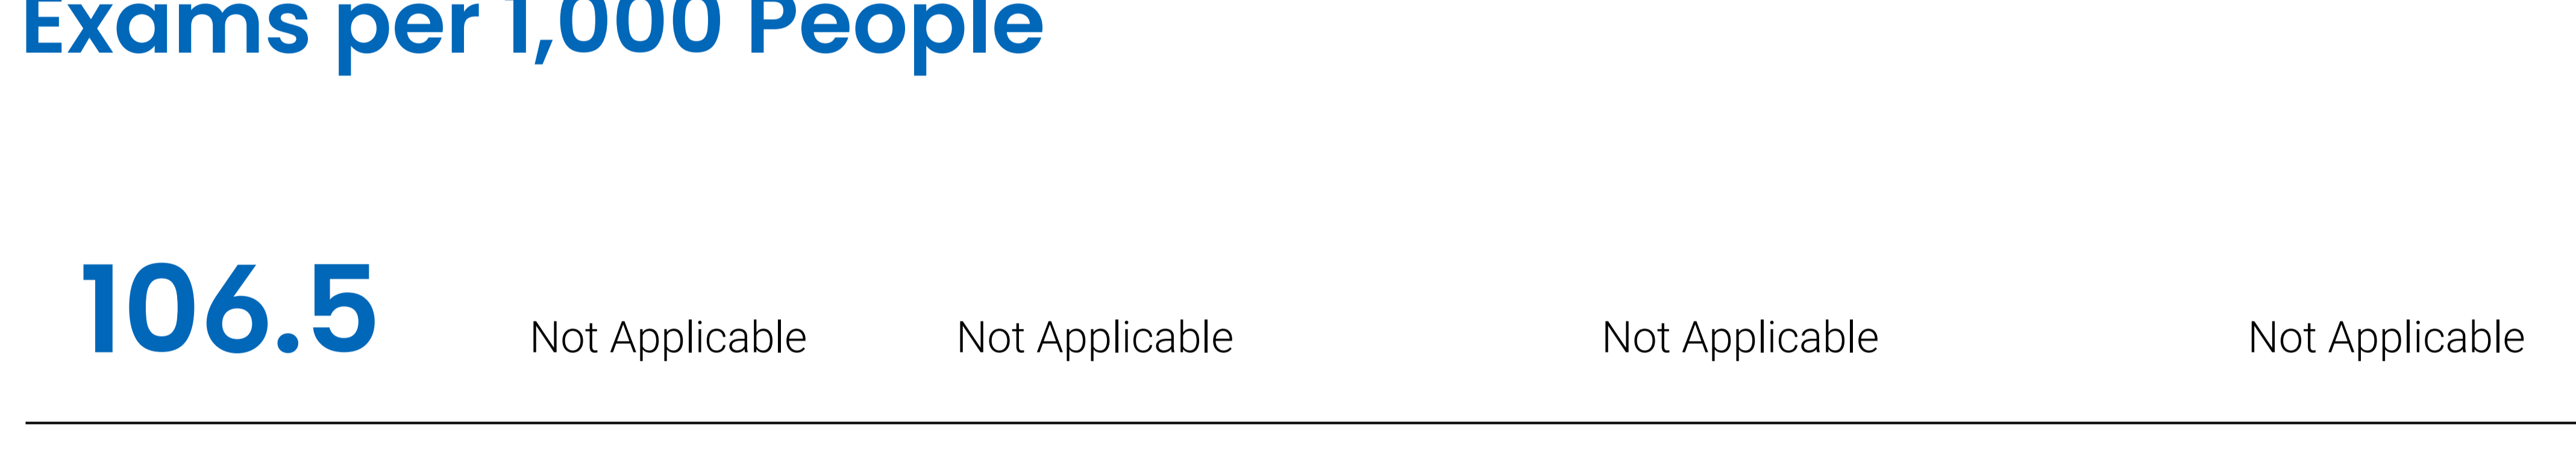 Exams per 1,000 People
106.5 Not Applicable Not Applicable Not Applicable Not Applicable